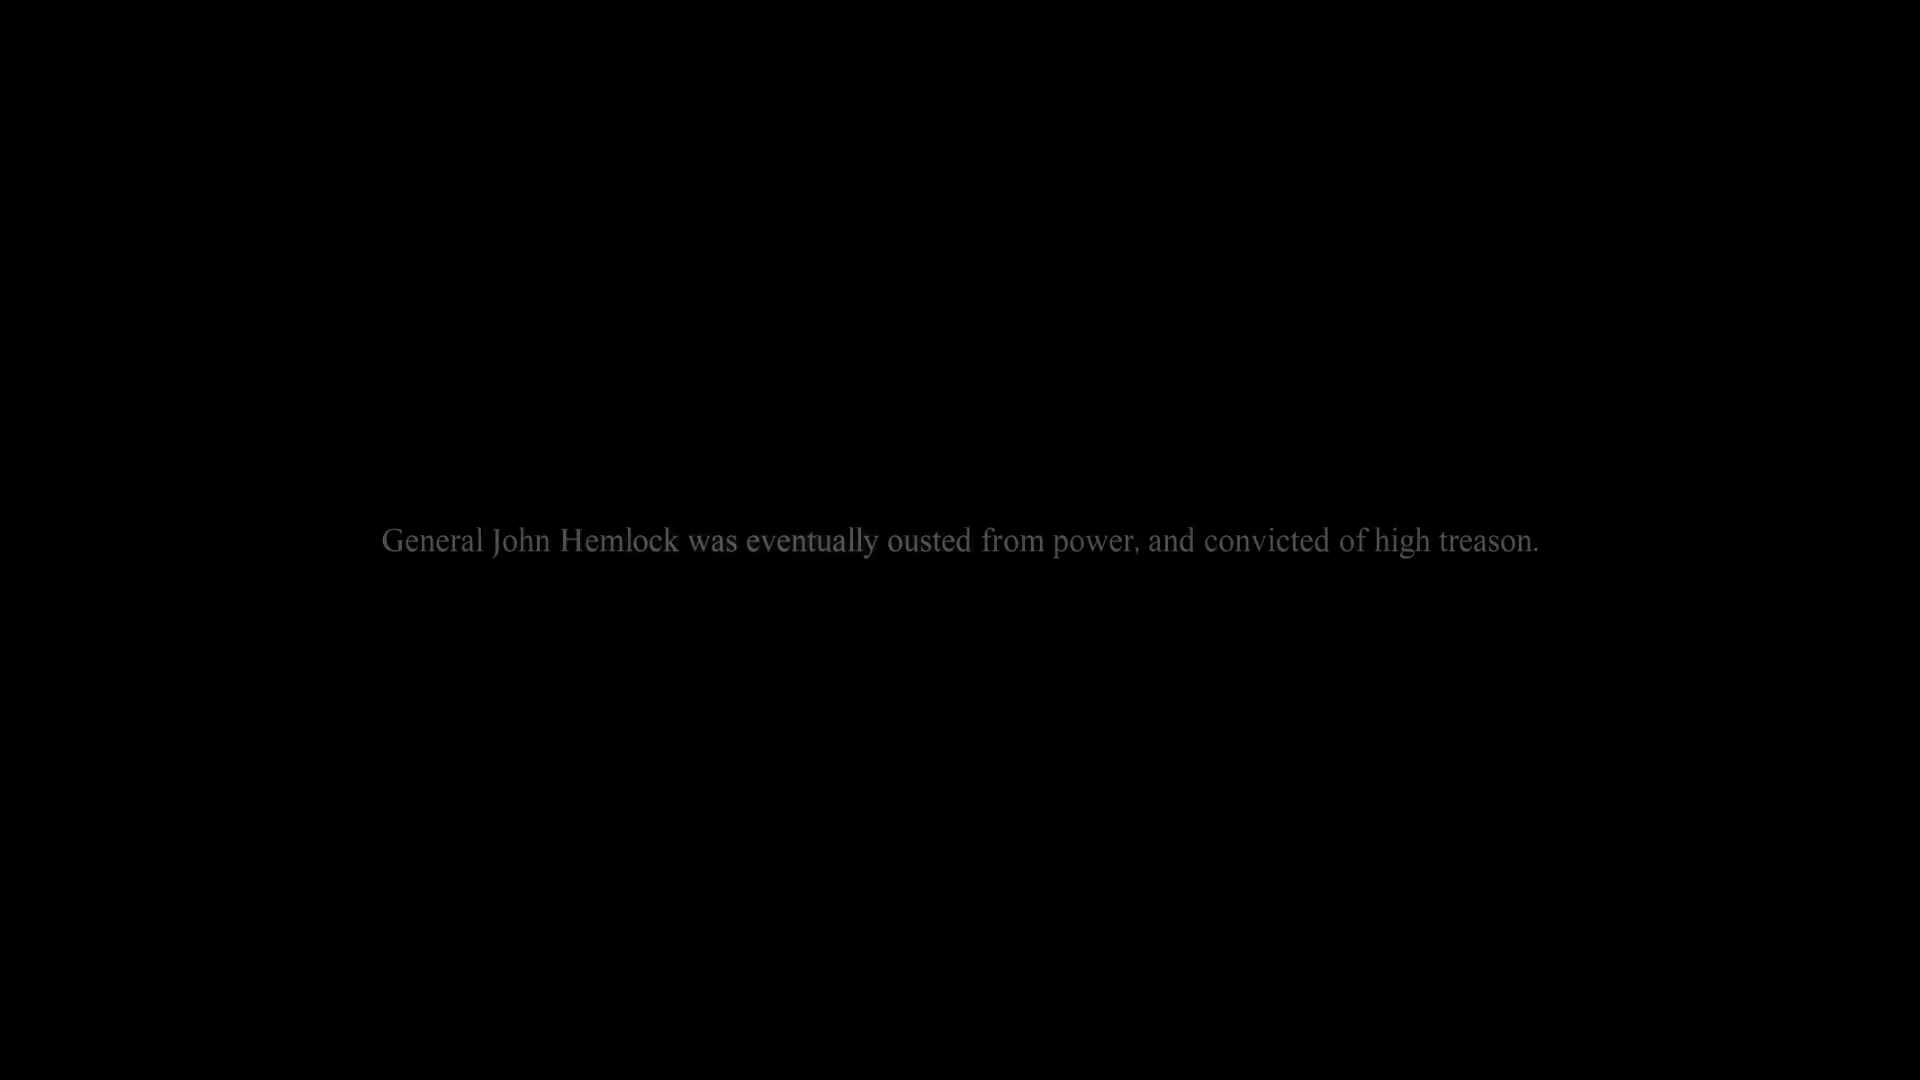 General John Hemlock was eventually ousted from power, and convicted of high treason.